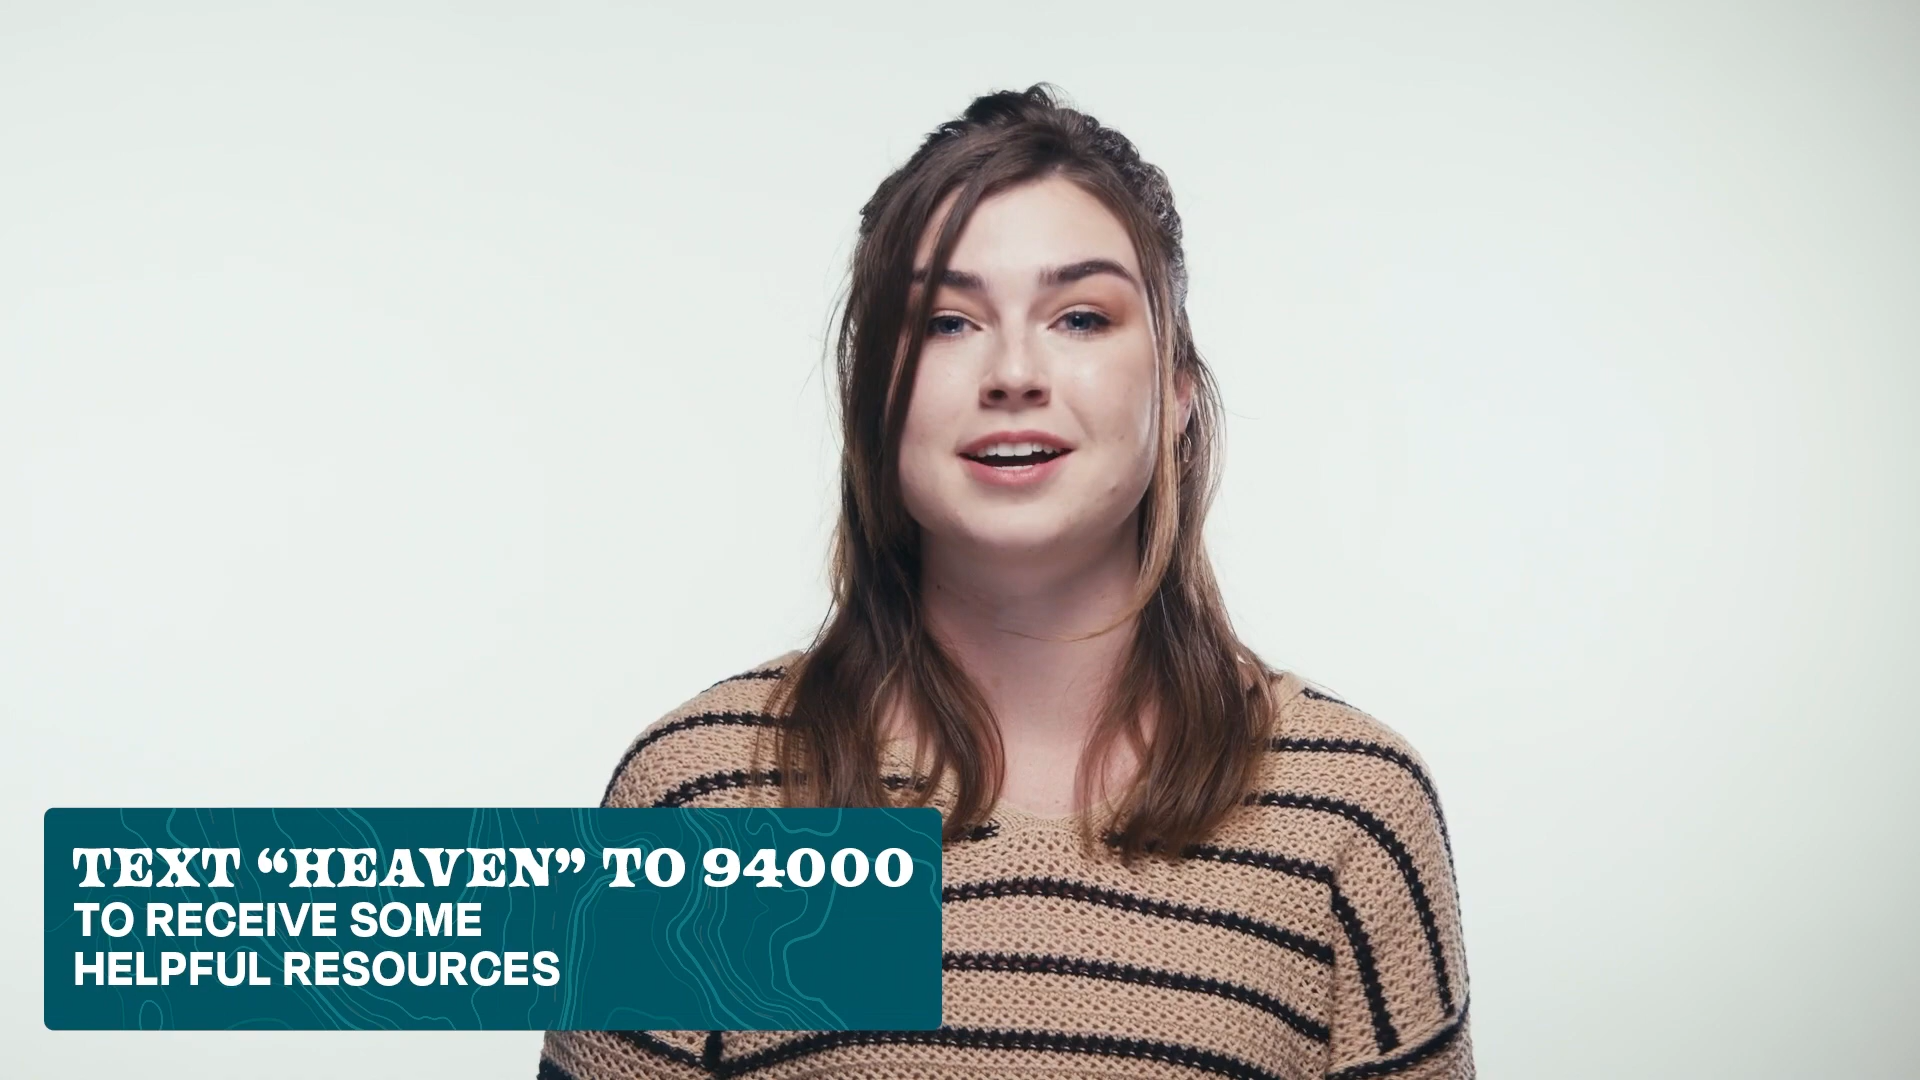 TEXT “HEAVEN” TO 94000
TO RECEIVE SOME
HELPFUL RESOURCES